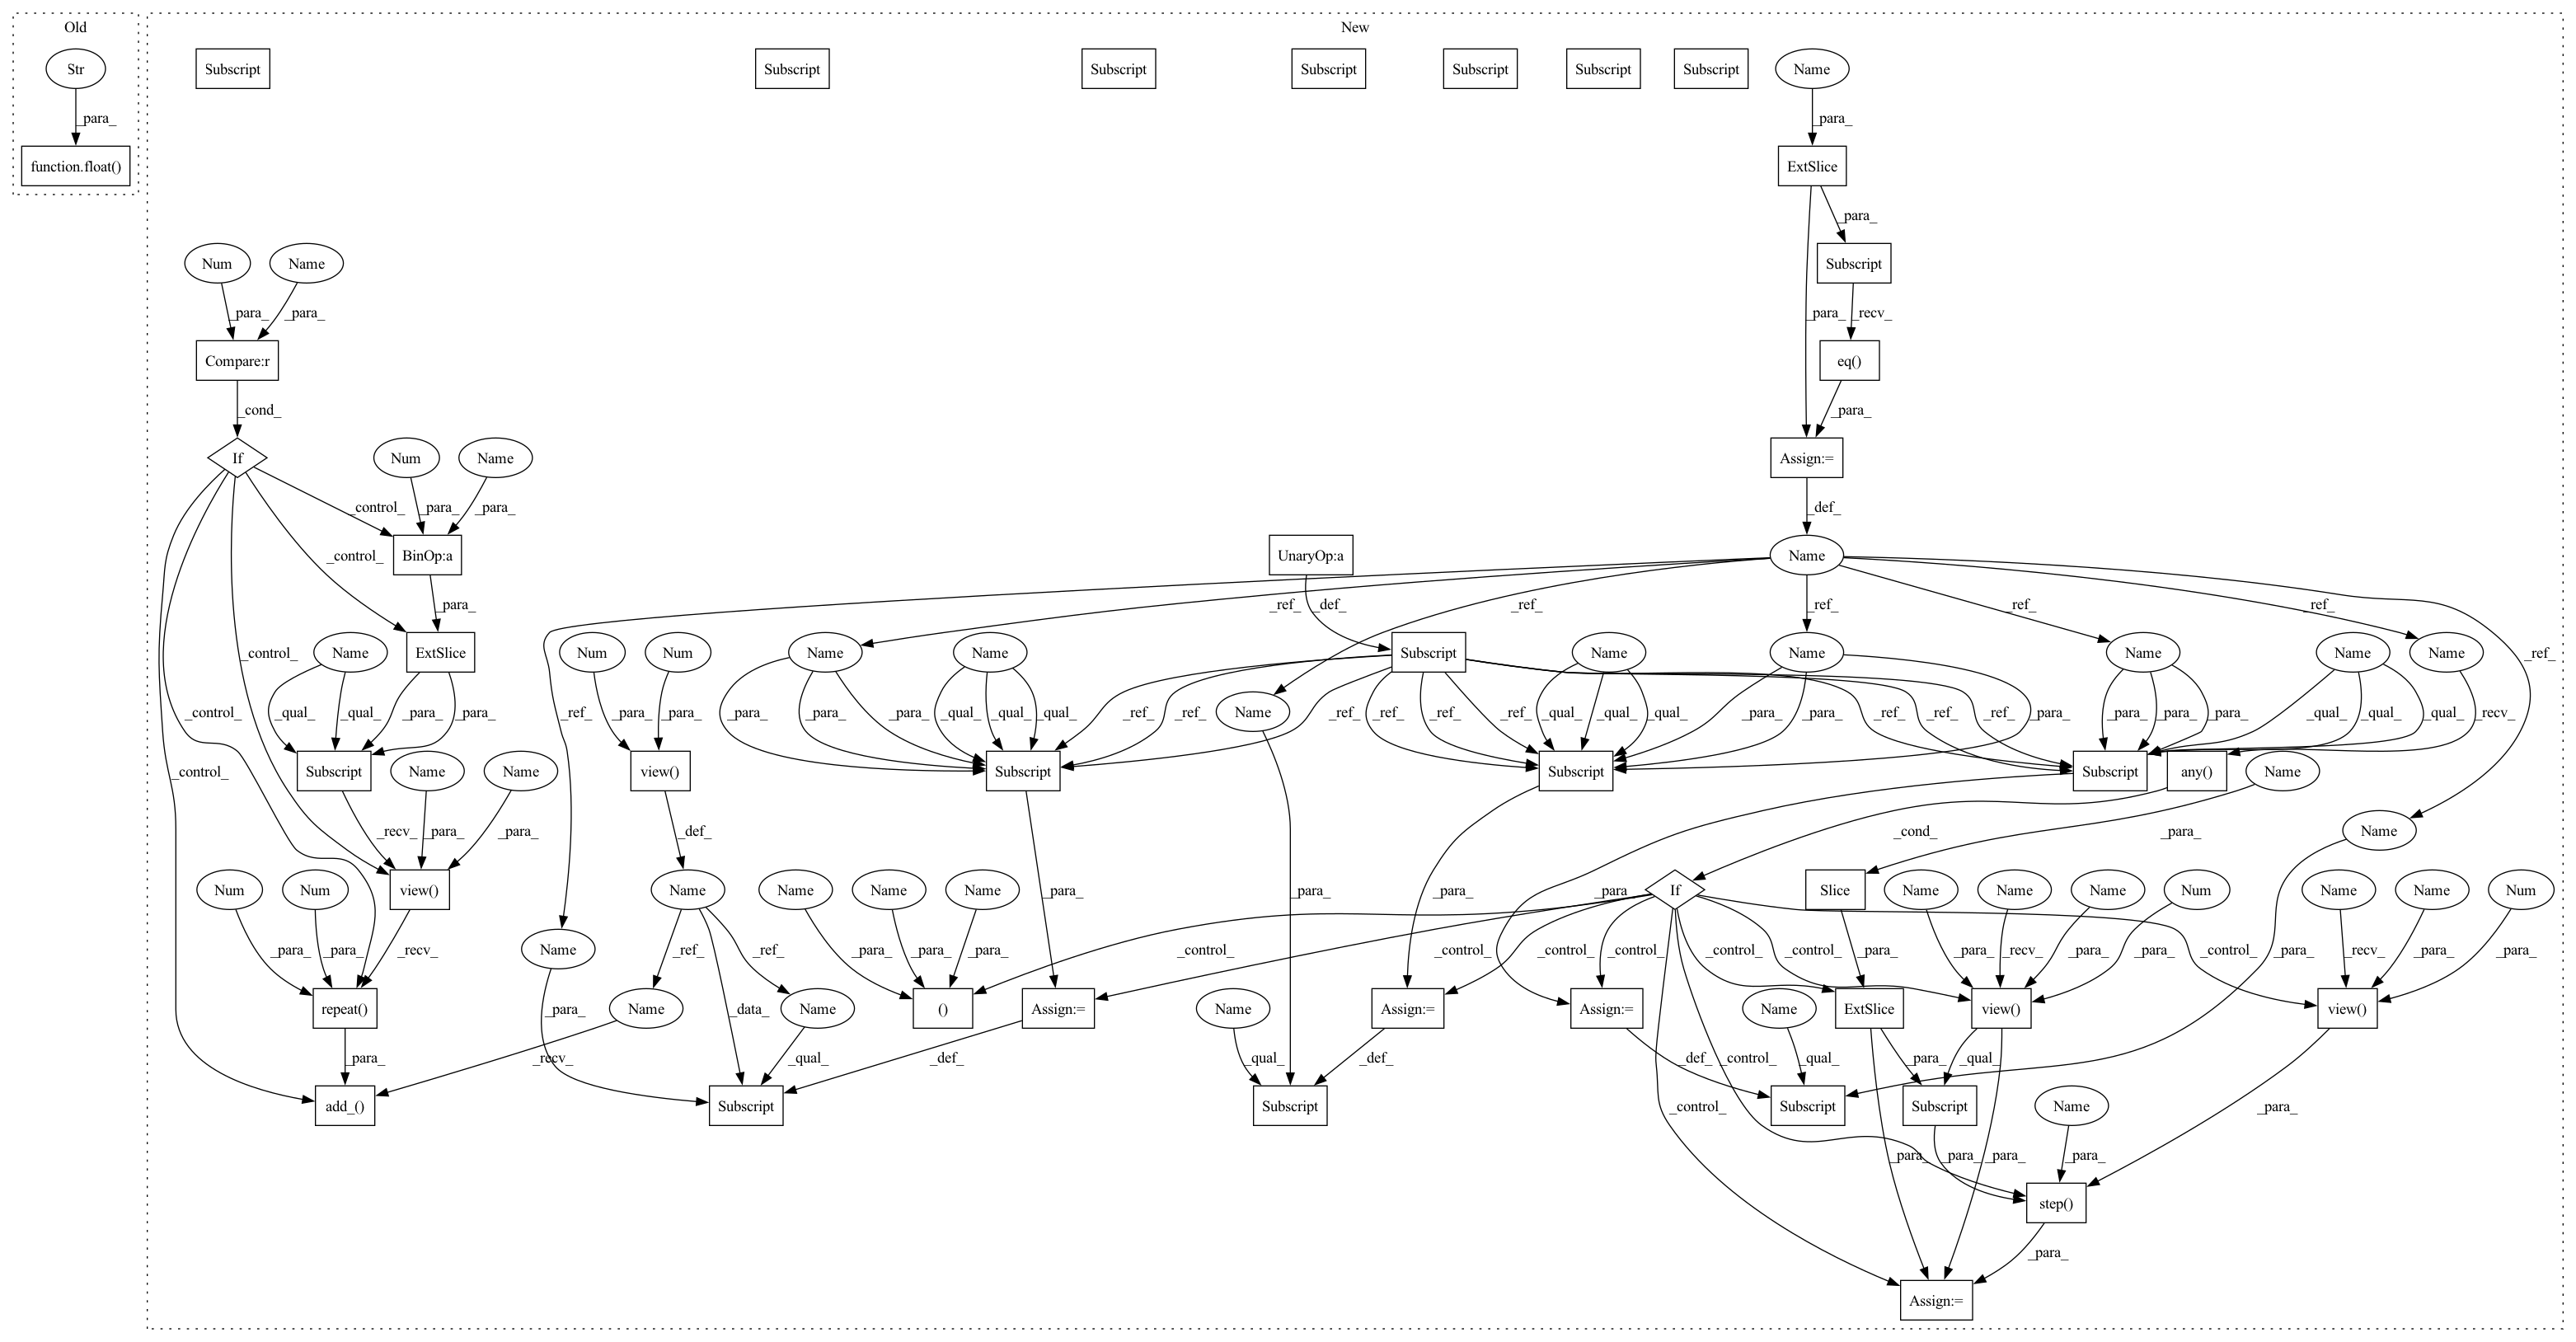 Old
New
Str
Subscript
Subscript
Subscript
Subscript
Subscript
Subscript
Subscript
Name
_para_
_para_
function.float()
ExtSlice
_para_
Num
Name
Subscript
_para_
_para_
_para_
_recv_
Compare:r
eq()
_cond_
_para_
If
Num
Name
Assign:=
_control_
_para_
_para_
_def_
BinOp:a
UnaryOp:a
Name
_control_
_para_
_ref_
_def_
_ref_
_ref_
_ref_
_ref_
Name
ExtSlice
Num
Num
Name
Name
Subscript
Name
Name
Name
Name
Name
_control_
_ref_
_qual_
_qual_
_para_
_para_
_para_
_para_
_para_
_para_
_para_
_qual_
_qual_
_qual_
Name
_ref_
_ref_
_ref_
_ref_
_ref_
_ref_
_qual_
_qual_
_qual_
_para_
_para_
_para_
_ref_
_ref_
_ref_
_para_
_para_
_para_
_qual_
_qual_
_qual_
_recv_
_control_
_control_
_ref_
Subscript
Name
Name
view()
Subscript
Subscript
Subscript
any()
Name
_recv_
_para_
_para_
_def_
_cond_
_para_
Name
Num
Num
view()
Name
Name
Name
Name
_para_
_para_
If
Slice
Name
Name
Name
Num
Name
Name
Num
_para_
_para_
_recv_
Name
_ref_
_ref_
_para_
_para_
_para_
_para_
_control_
_para_
_control_
_control_
_control_
_control_
_control_
_para_
_para_
_recv_
_para_
_para_
_control_
_para_
_recv_
_para_
_para_
repeat()
_para_
Name
_data_
Name
()
Assign:=
Name
Assign:=
Assign:=
Name
ExtSlice
view()
view()
_para_
_recv_
_qual_
_def_
_qual_
_def_
_control_
_def_
_qual_
_para_
_qual_
add_()
Subscript
Subscript
_control_
Subscript
Subscript
Name
_para_
_para_
_para_
_para_
_para_
step()
_para_
Assign:=